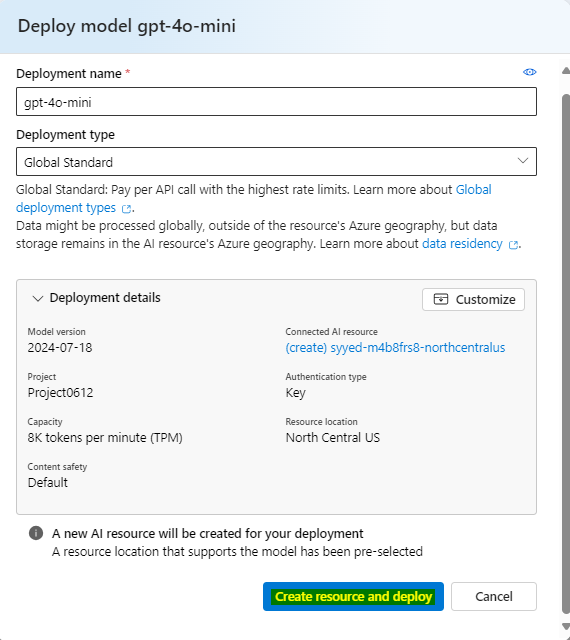 Deploy model gpt-4o-mini
Deployment name *
gpt-4o-mini
Deployment type
Global Standard
Global Standard: Pay per API call with the highest rate limits. Learn more about Global
deployment types .
Data might be processed globally, outside of the resource's Azure geography, but data
storage remains in the AI resource's Azure geography. Learn more about data residency .
Deployment details
Customize
Model version
2024-07-18
Connected AI resource
(create) syyed-m4b8frs8-northcentralus
Project
Project0612
Authentication type
Key
Capacity
8K tokens per minute (TPM)
Resource location
North Central US
Content safety
Default
A new AI resource will be created for your deployment
A resource location that supports the model has been pre-selected
Create resource and deploy
Cancel